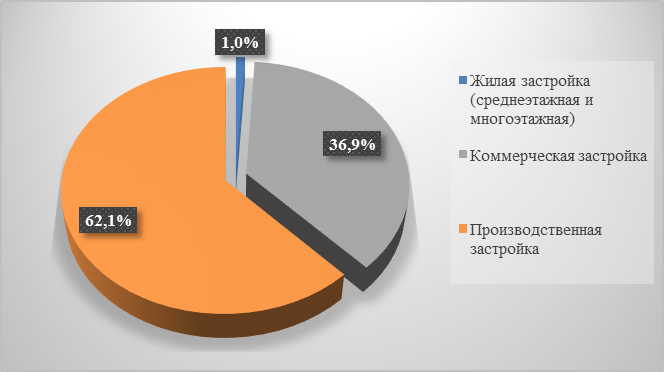 1,0%
36,9%
62,1%
Жилая застройка
(среднеэтажная и
многоэтажная)
Коммерческая застройка
Производственная
застройка